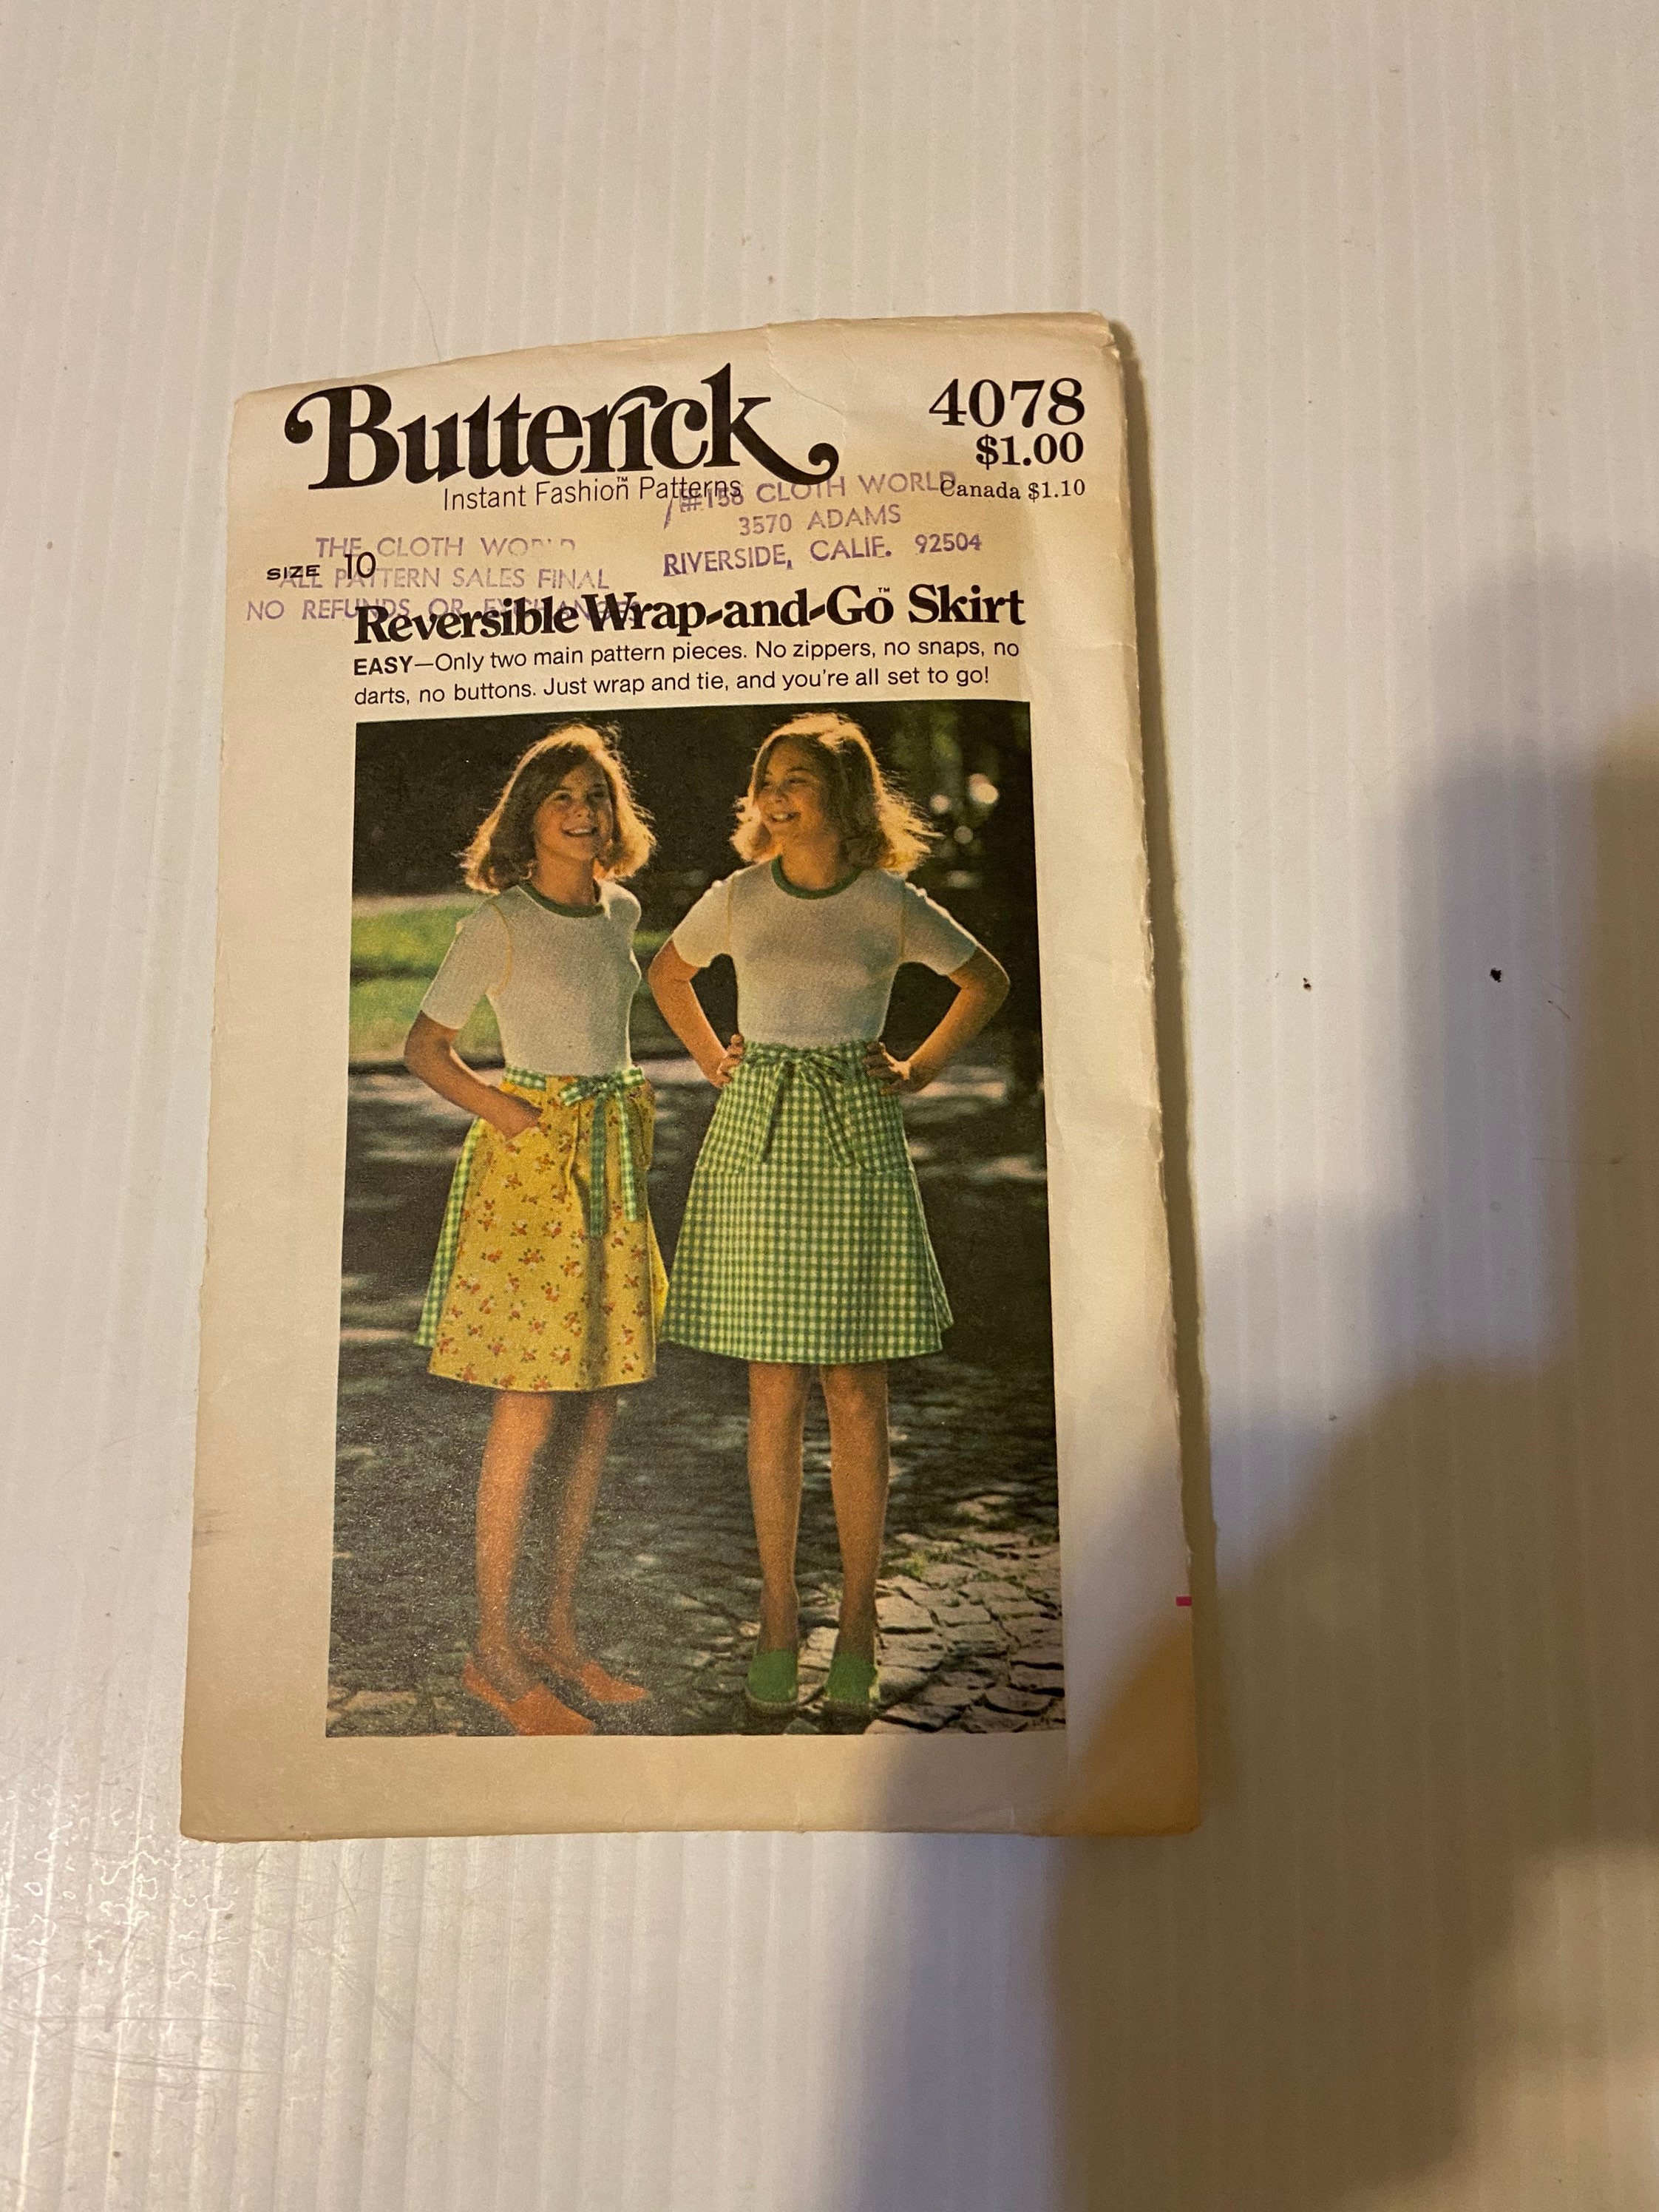 Butterick
Instant Fashion™ Patterns
4078
$1.00
Canada $1.10
#158 CLOTH WORLD
3570 ADAMS
RIVERSIDE, CALIF. 92504
THE CLOTH WORLD
SIZE 10
ALL PATTERN SALES FINAL
NO REFUNDS OR EXCHANGES
Reversible Wrap-and-Go™ Skirt
EASY—Only two main pattern pieces. No zippers, no snaps, no
darts, no buttons. Just wrap and tie, and you're all set to go!